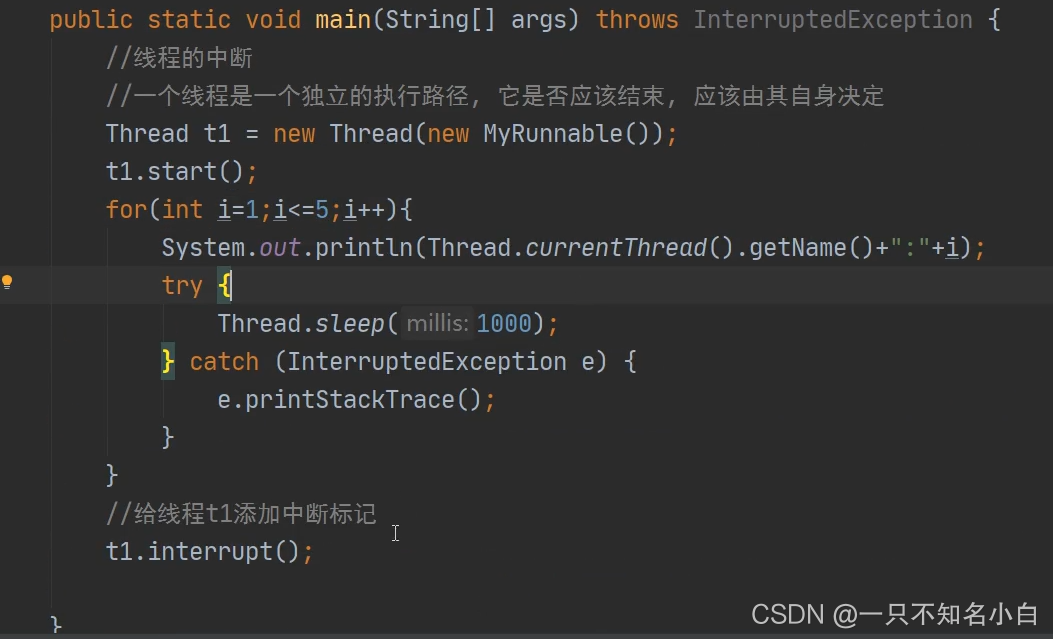 public static void main(String[] args) throws InterruptedException {
//线程的中断
//一个线程是一个独立的执行路径, 它是否应该结束, 应该由其自身决定
Thread t1 = new Thread(new MyRunnable());
t1.start();
for(int i=1;i<=5;i++){
System.out.println(Thread.currentThread().getName()+":"+i);
try {
Thread.sleep( millis: 1000);
} catch (InterruptedException e) {
e.printStackTrace();
}
}
//给线程t1添加中断标记
t1.interrupt();
}
CSDN @一只不知名小白